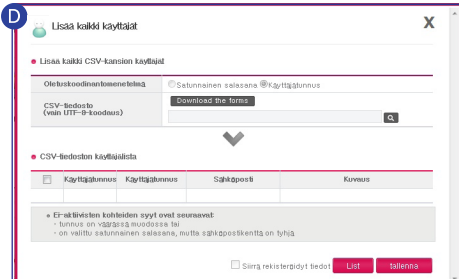 D
Lisää kaikki käyttäjät
X
Lisää kaikki CSV-kansion käyttäjät
Oletuskoodinantomenetelmä
Satunnainen salasana Käyttäjätunnus
CSV-tiedosto
(vain UTF-8-koodaus)
Download the forms
CSV-tiedoston käyttäjälista
Käyttäjätunnus Käyttäjätunnus Sähköposti Kuvaus
Ei-aktiivisten kohteiden syyt ovat seuraavat:
- tunnus on väärässä muodossa tai
- on valittu satunnainen salasana, mutta sähköpostikenttä on tyhjä
Siirrä rekisteröidyt tiedot List tallenna